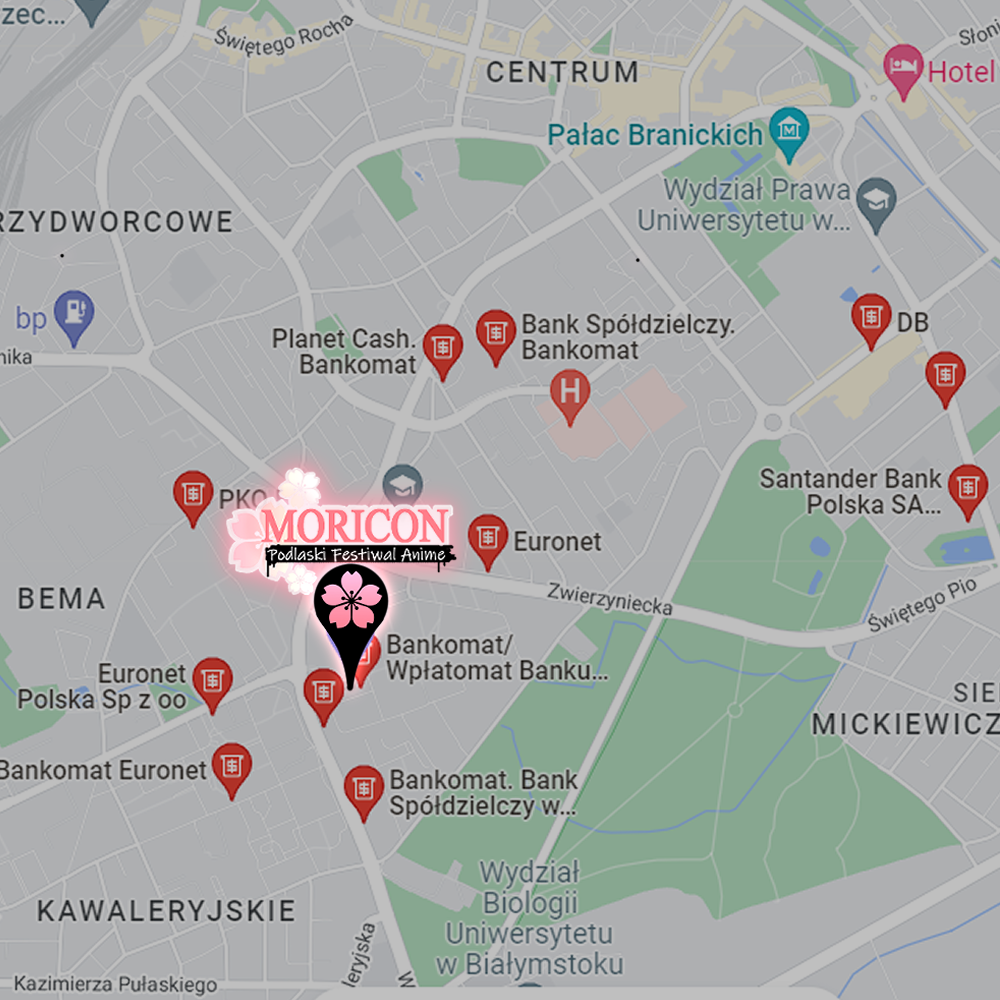 zec...
Świętego Rocha
Słoni
CENTRUM
Hotel
Pałac Branickich
Wydział Prawa
Uniwersytetu w...
RZYDWORCOWE
bp
nika
Planet Cash.
Bankomat
Bank Spółdzielczy.
Bankomat
H
DB
PKO
Santander Bank
Polska SA...
MORICON
Podlaski Festiwal Anime
Euronet
BEMA
Zwierzyniecka
Świętego Pio
Bankomat/
Wpłatomat Banku...
Euronet
Polska Sp z oo
SIE
MICKIEWICZ
Bankomat Euronet
Bankomat. Bank
Spółdzielczy w...
Wydział
Biologii
Uniwersytetu
w Białymstoku
KAWALERYJSKIE
leryjska
W
Kazimierza Pułaskiego